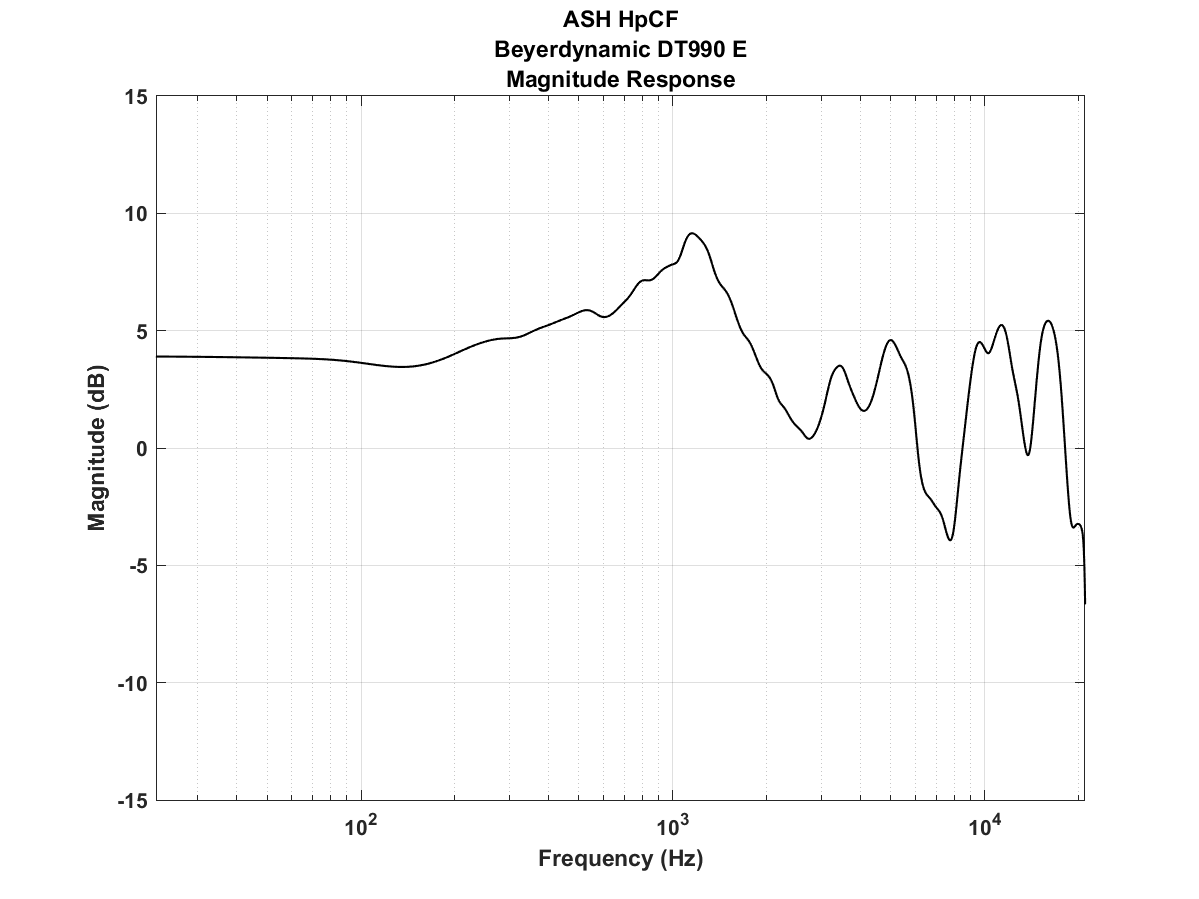 ASH HpCF
Beyerdynamic DT990 E
Magnitude Response
15
10
5
0
-5
-10
-15
Magnitude (dB)
10²
10³
10⁴
Frequency (Hz)